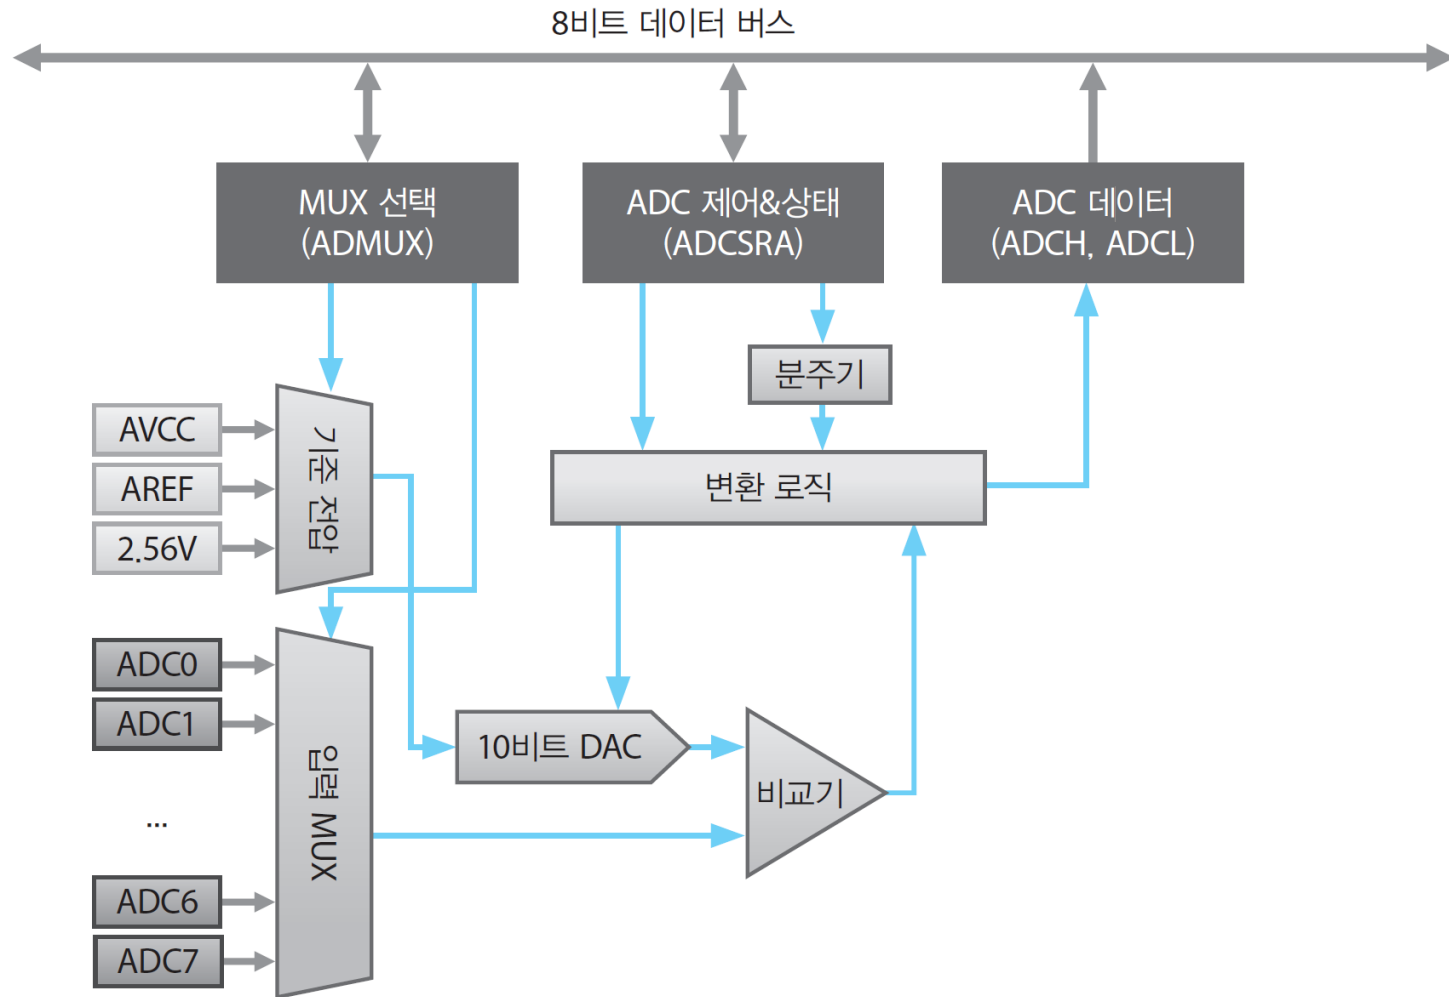 8비트 데이터 버스
MUX 선택
(ADMUX)
ADC 제어&상태
(ADCSRA)
ADC 데이터
(ADCH, ADCL)
분주기
AVCC
AREF
2.56V
기준 전압
변환 로직
ADC0
ADC1
...
ADC6
ADC7
입력 MUX
10비트 DAC
비교기